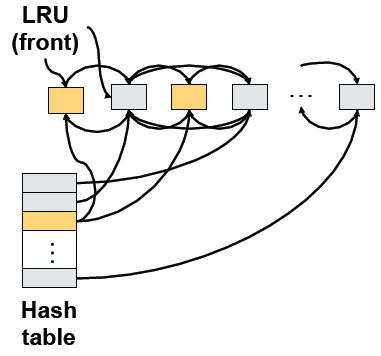 LRU
(front)
...
⋮
Hash
table